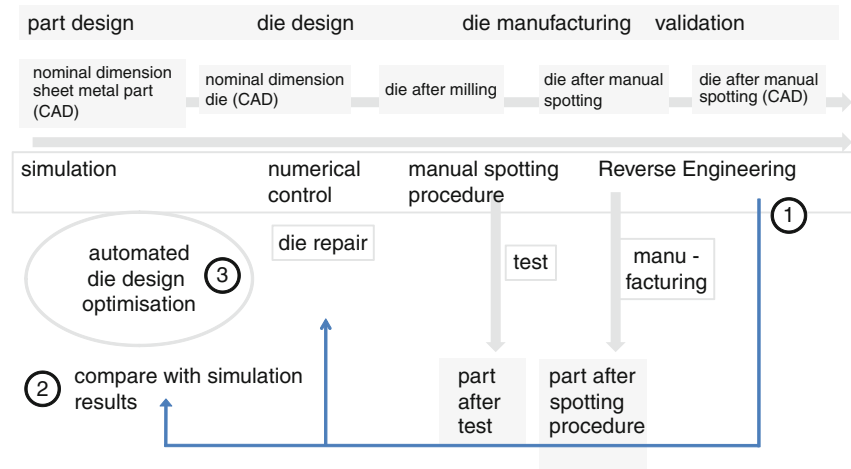 part design die design die manufacturing validation
nominal dimension
sheet metal part
(CAD)
nominal dimension
die (CAD)
die after milling
die after manual
spotting
die after manual
spotting (CAD)
simulation
numerical
control
manual spotting
procedure
Reverse Engineering
1
die repair
automated
die design
optimisation
3
test
manu -
facturing
2
compare with simulation
results
part
after
test
part after
spotting
procedure